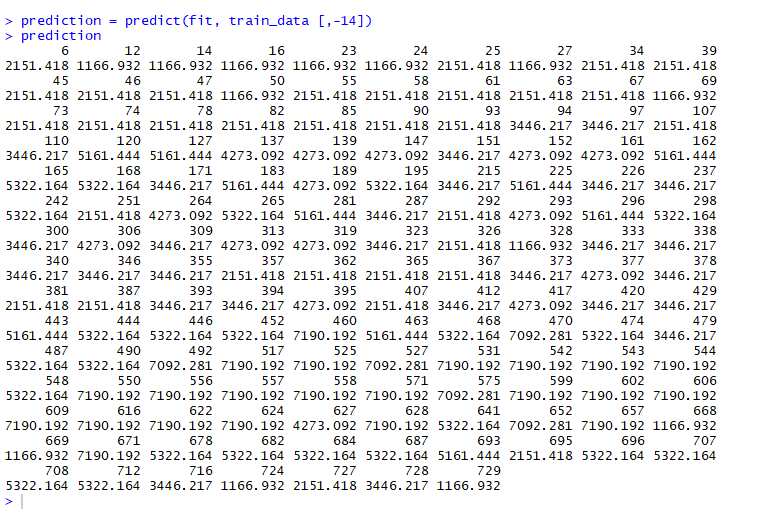 > prediction = predict(fit, train_data [,-14])
> prediction
6 12 14 16 23 24 25 27 34 39
2151.418 1166.932 1166.932 1166.932 1166.932 1166.932 2151.418 1166.932 2151.418 2151.418
45 46 47 50 55 58 61 63 67 69
2151.418 2151.418 2151.418 1166.932 2151.418 2151.418 2151.418 2151.418 2151.418 1166.932
73 74 78 82 85 90 93 94 97 107
2151.418 2151.418 2151.418 2151.418 2151.418 2151.418 2151.418 3446.217 3446.217 2151.418
110 120 127 137 139 147 151 152 161 162
3446.217 5161.444 5161.444 4273.092 4273.092 4273.092 3446.217 4273.092 4273.092 5161.444
165 168 171 183 189 195 215 225 226 237
5322.164 5322.164 3446.217 5161.444 4273.092 5322.164 3446.217 5161.444 3446.217 3446.217
242 251 264 265 281 287 292 293 296 298
5322.164 2151.418 4273.092 5322.164 5161.444 3446.217 2151.418 4273.092 5161.444 5322.164
300 306 309 313 319 323 326 328 333 338
3446.217 4273.092 3446.217 4273.092 4273.092 3446.217 2151.418 1166.932 3446.217 3446.217
340 346 355 357 362 365 367 373 377 378
3446.217 3446.217 3446.217 2151.418 2151.418 2151.418 2151.418 3446.217 4273.092 3446.217
381 387 393 394 395 407 412 417 420 429
2151.418 2151.418 3446.217 3446.217 4273.092 2151.418 3446.217 4273.092 3446.217 3446.217
443 444 446 452 460 463 468 470 474 479
5161.444 5322.164 5322.164 5322.164 7190.192 5161.444 5322.164 7092.281 5322.164 3446.217
487 490 492 517 525 527 531 542 543 544
5322.164 5322.164 7092.281 7190.192 7190.192 7092.281 7190.192 7190.192 7190.192 7190.192
548 550 556 557 558 571 575 599 602 606
5322.164 7190.192 7190.192 7190.192 7190.192 7190.192 7092.281 7190.192 7190.192 7190.192
609 616 622 624 627 628 641 652 657 668
7190.192 7190.192 7190.192 7190.192 4273.092 7190.192 5322.164 7092.281 7190.192 1166.932
669 671 678 682 684 687 693 695 696 707
1166.932 7190.192 5322.164 5322.164 5322.164 5322.164 5161.444 2151.418 5322.164 5322.164
708 712 716 724 727 728 729
5322.164 5322.164 3446.217 1166.932 2151.418 3446.217 1166.932
>